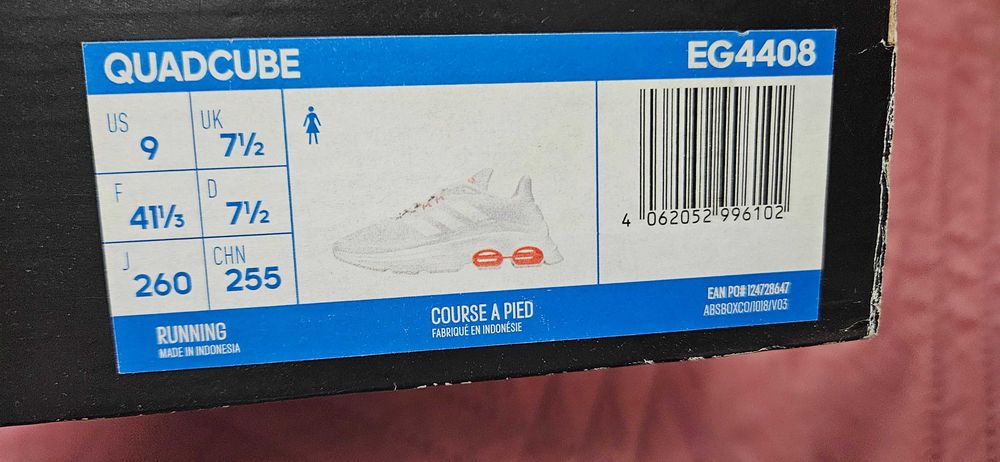 QUADCUBE
EG4408
US
9
UK
7½
F
41⅓
D
7½
J
260
CHN
255
4 062052 996102
RUNNING
MADE IN INDONESIA
COURSE A PIED
FABRIQUÉ EN INDONÉSIE
EAN PO# 124728647
ABSBOXCO/1018/V03